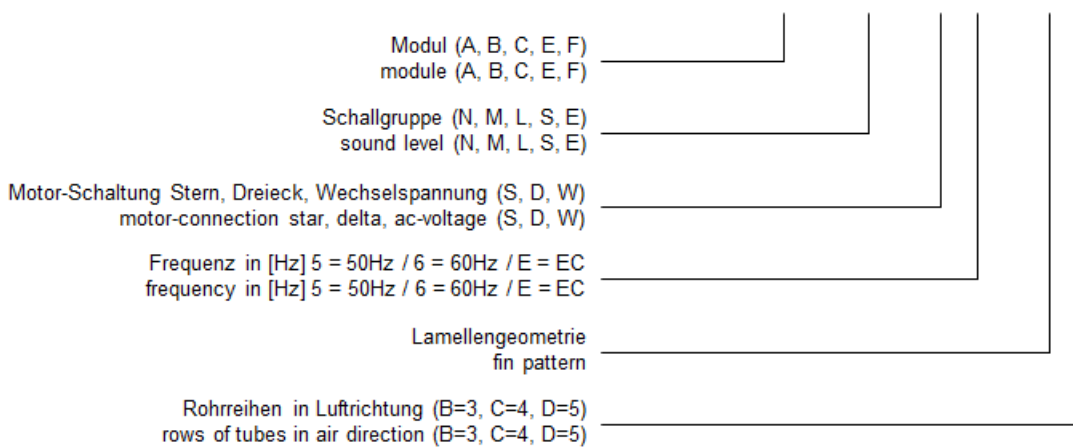 Modul (A, B, C, E, F)
module (A, B, C, E, F)
Schallgruppe (N, M, L, S, E)
sound level (N, M, L, S, E)
Motor-Schaltung Stern, Dreieck, Wechselspannung (S, D, W)
motor-connection star, delta, ac-voltage (S, D, W)
Frequenz in [Hz] 5 = 50Hz / 6 = 60Hz / E = EC
frequency in [Hz] 5 = 50Hz / 6 = 60Hz / E = EC
Lamellengeometrie
fin pattern
Rohrreihen in Luftrichtung (B=3, C=4, D=5)
rows of tubes in air direction (B=3, C=4, D=5)